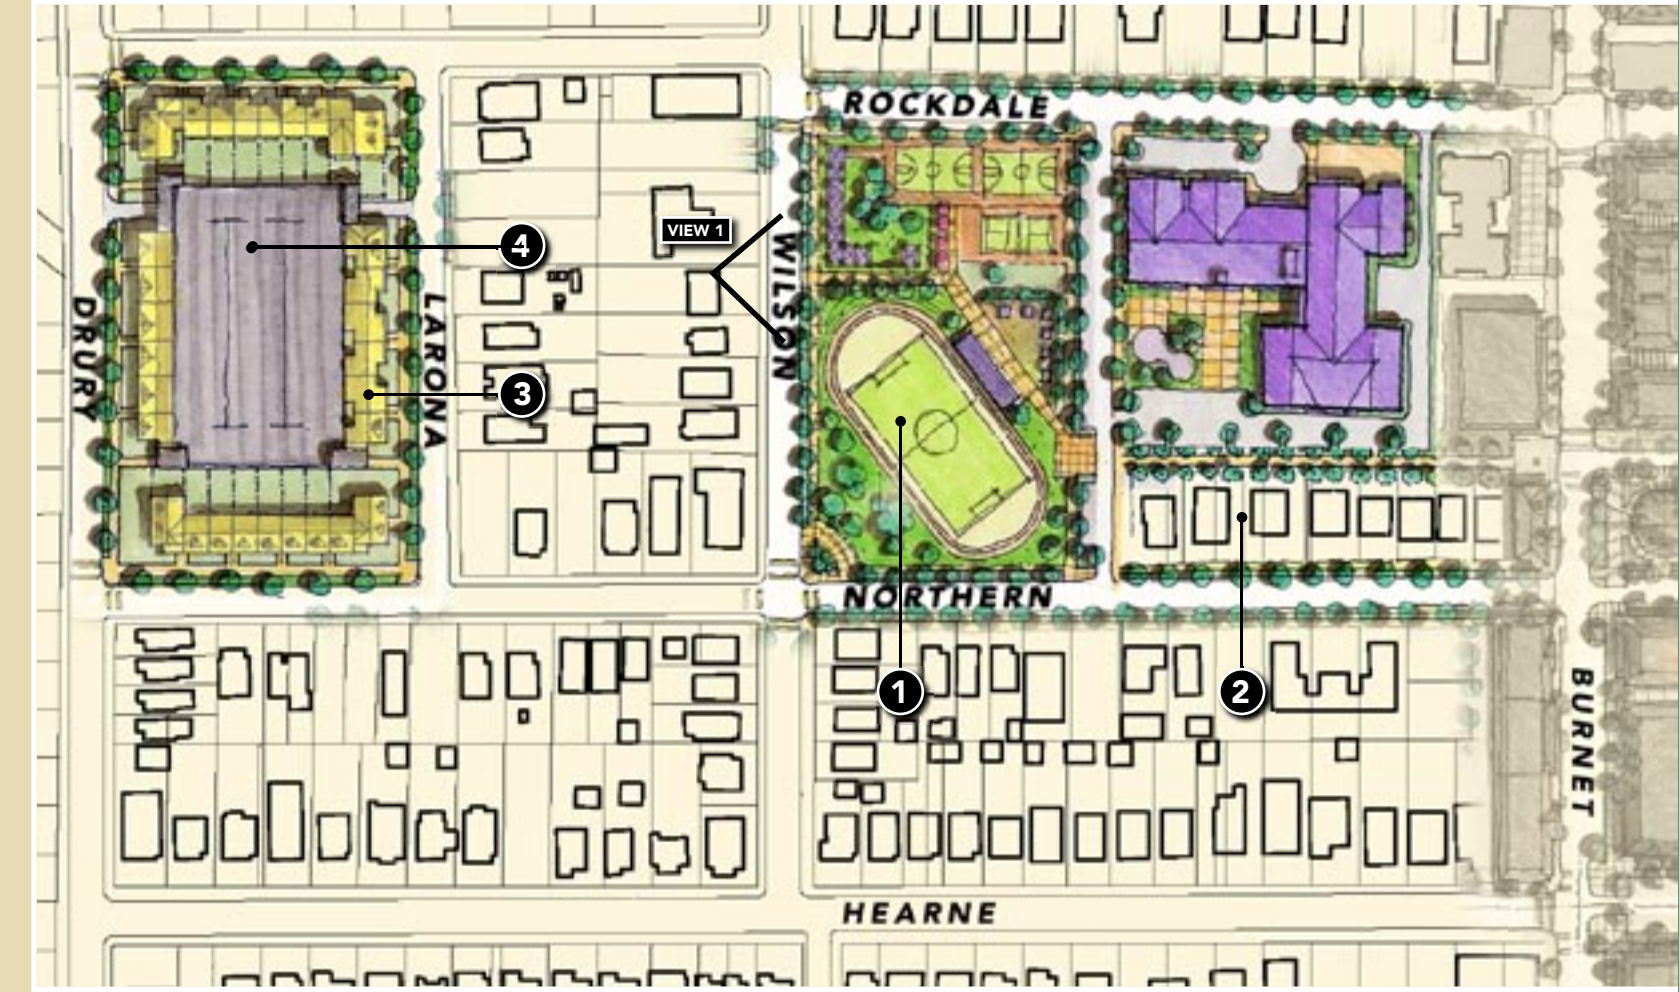 ROCKDALE
VIEW 1
4
WILSON
DRURY
LARONA
3
NORTHERN
1
2
BURNET
HEARNE